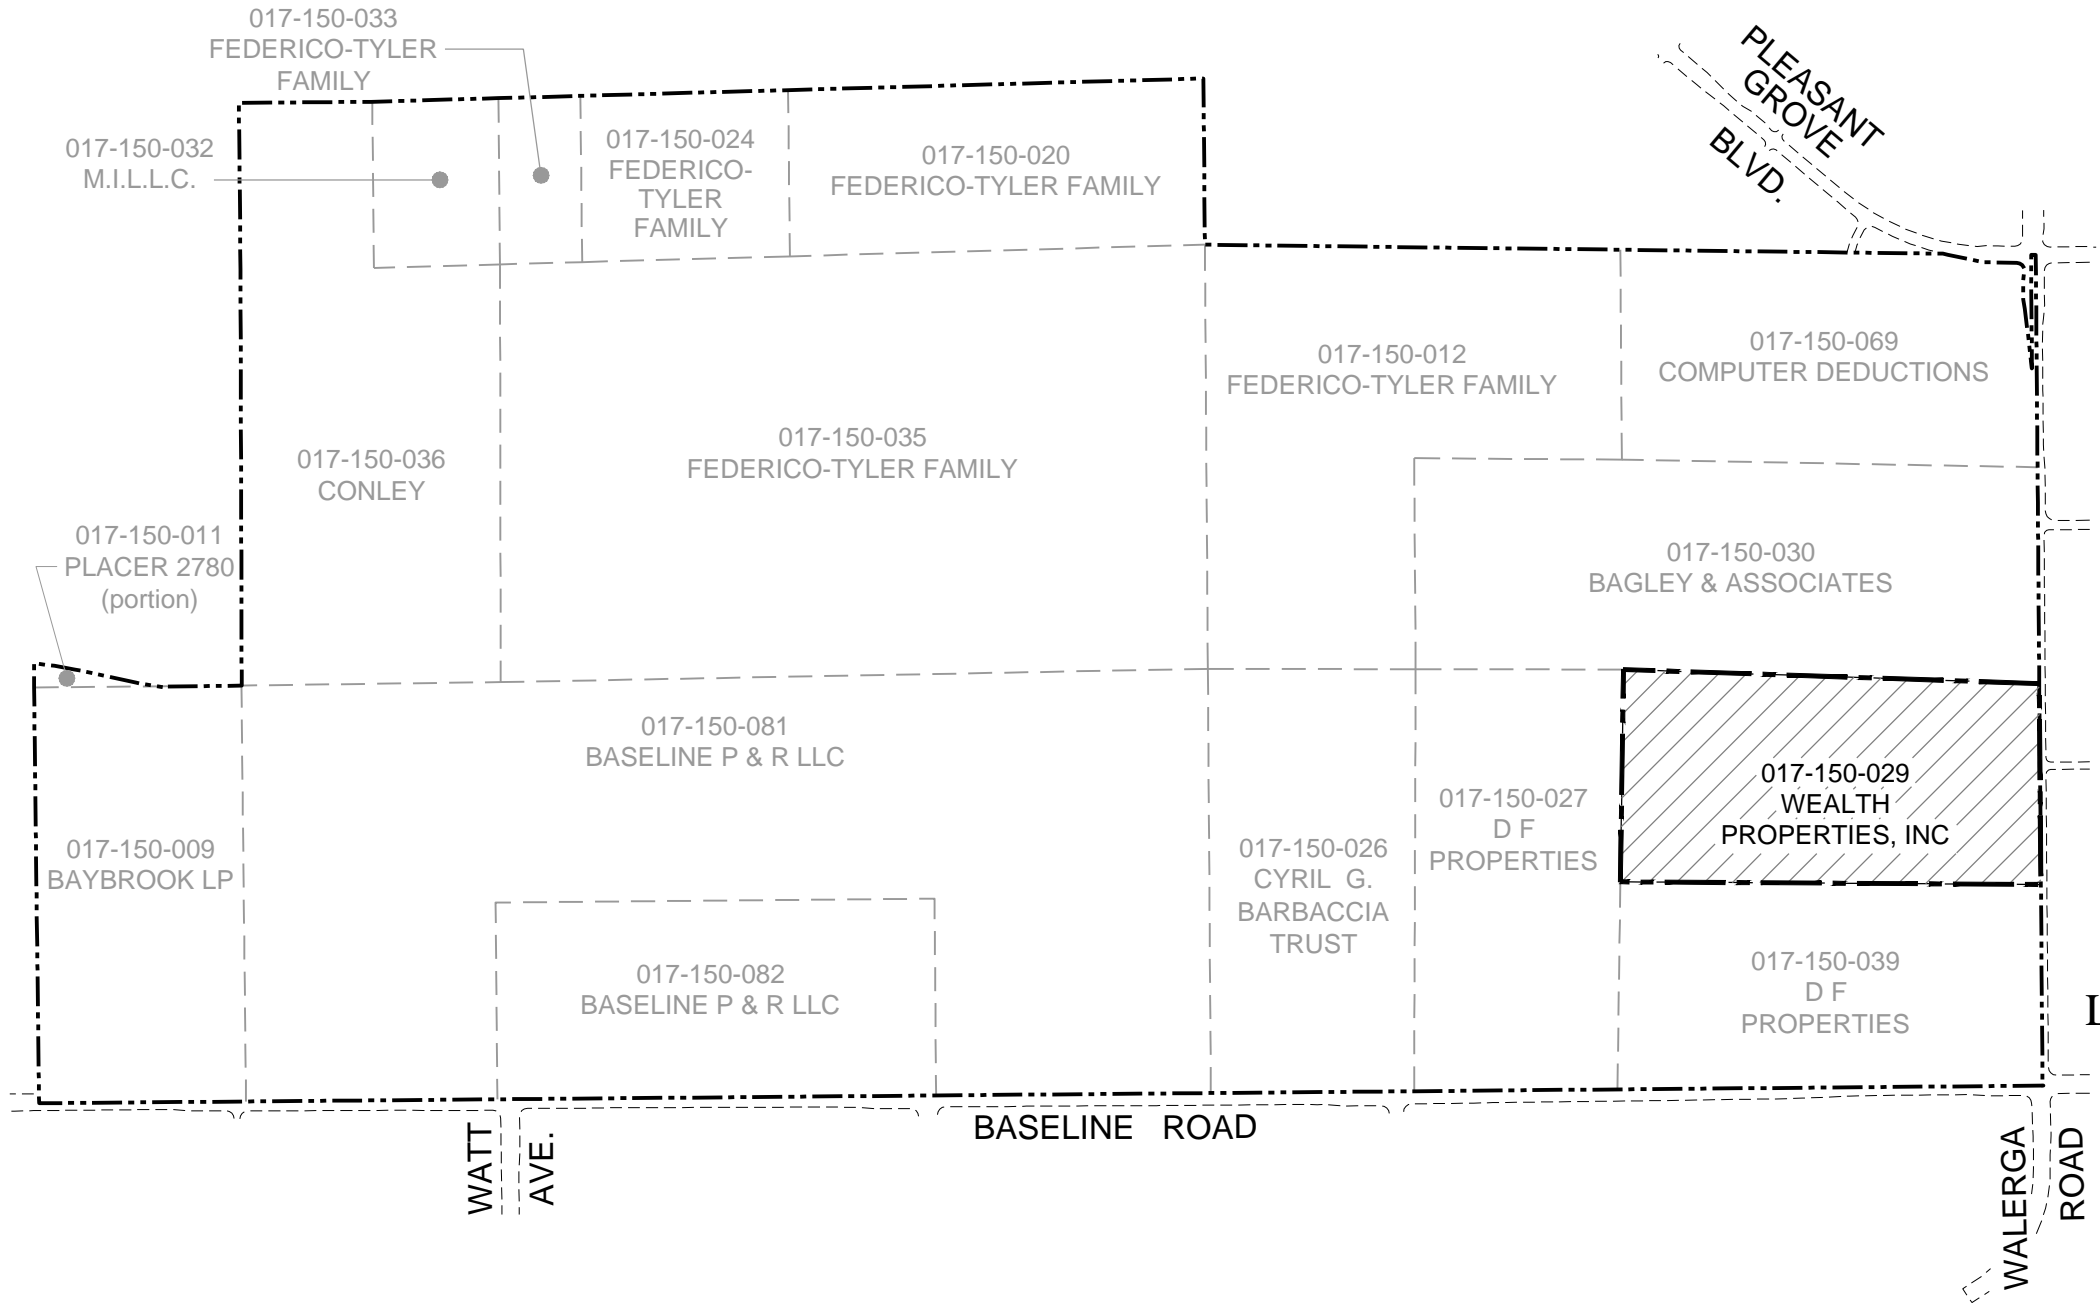 017-150-033
FEDERICO-TYLER
FAMILY
PLEASANT
GROVE
BLVD.
017-150-032
M.I.L.L.C.
017-150-024
FEDERICO-
TYLER
FAMILY
017-150-020
FEDERICO-TYLER FAMILY
017-150-012
FEDERICO-TYLER FAMILY
017-150-069
COMPUTER DEDUCTIONS
017-150-036
CONLEY
017-150-035
FEDERICO-TYLER FAMILY
017-150-011
PLACER 2780
(portion)
017-150-030
BAGLEY & ASSOCIATES
017-150-081
BASELINE P & R LLC
017-150-029
WEALTH
PROPERTIES, INC
017-150-027
D F
PROPERTIES
017-150-009
BAYBROOK LP
017-150-026
CYRIL G.
BARBACCIA
TRUST
017-150-082
BASELINE P & R LLC
017-150-039
D F
PROPERTIES
BASELINE ROAD
WATT
AVE.
WALERGA
ROAD